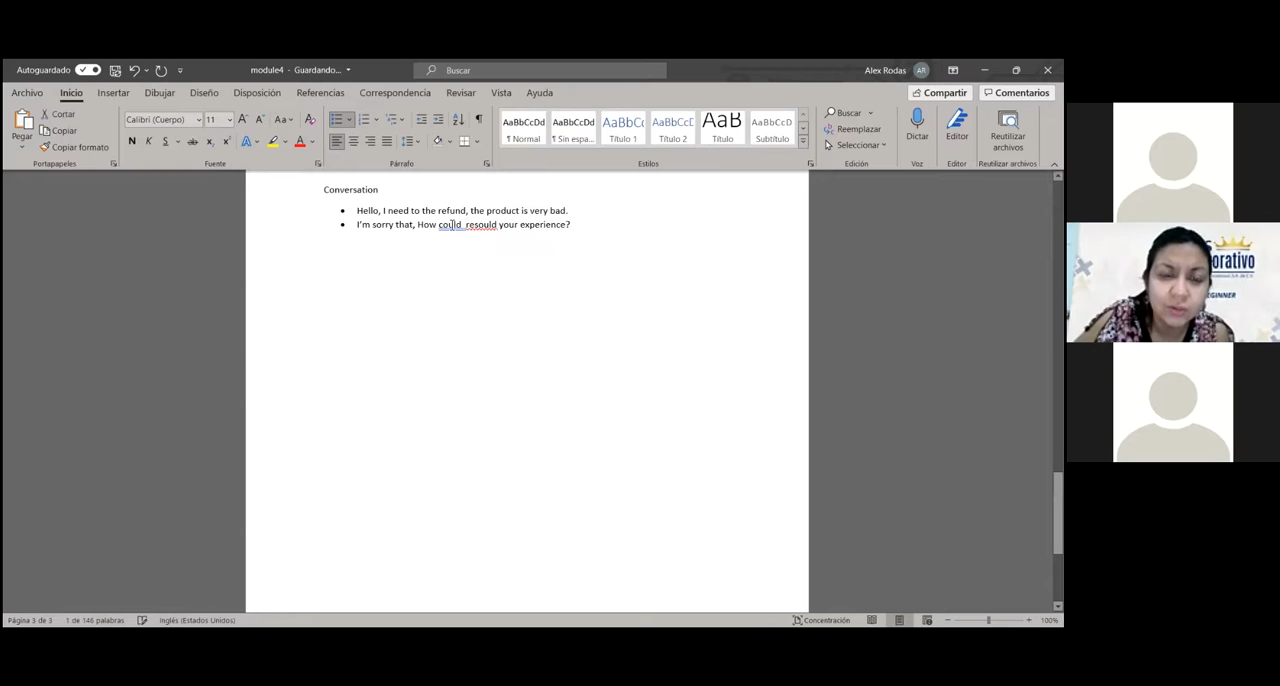 Autoguardado
module4 - Guardando...
Buscar
Alex Rodas
AR
Archivo Inicio Insertar Dibujar Diseño Disposición Referencias Correspondencia Revisar Vista Ayuda
Compartir
Comentarios
Pegar
Cortar
Copiar
Copiar formato
Portapapeles
Calibri (Cuerpo) 11
N K S
Fuente
Párrafo
AaBbCcDd AaBbCcDd AaBbCc AaBbCcE AaB AaBbCcD
¶ Normal ¶ Sin espa... Título 1 Título 2 Título Subtítulo
Estilos
Buscar
Reemplazar
Seleccionar
Edición
Dictar
Voz
Editor
Editor
Reutilizar archivos
Reutilizar archivos
Conversation
• Hello, I need to the refund, the product is very bad.
• I'm sorry that, How could resould your experience?
S
orativo
EGINNER
Página 3 de 3 1 de 146 palabras Inglés (Estados Unidos)
Concentración
100%